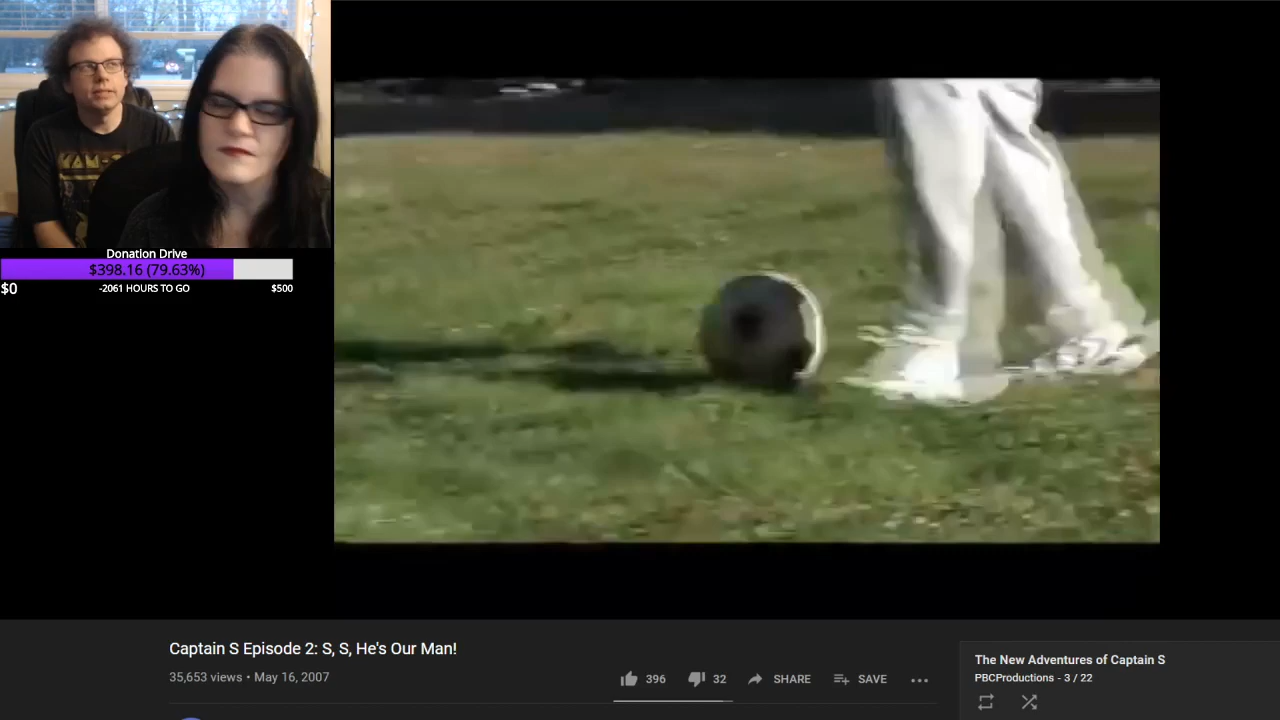 KAM-
Donation Drive
$398.16 (79.63%)
$0
-2061 HOURS TO GO
$500
Captain S Episode 2: S, S, He's Our Man!
35,653 views • May 16, 2007
396
32
SHARE
SAVE
The New Adventures of Captain S
PBCProductions - 3 / 22